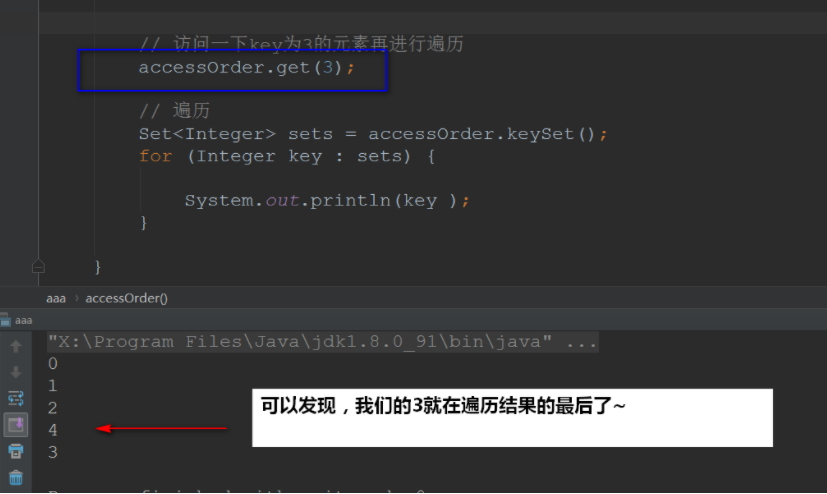 // 访问一下key为3的元素再进行遍历
accessOrder.get(3);
// 遍历
Set<Integer> sets = accessOrder.keySet();
for (Integer key : sets) {
System.out.println(key );
}
}
aaa › accessOrder()
aaa
"X:\Program Files\Java\jdk1.8.0_91\bin\java" ...
0
1
2
4
3
可以发现，我们的3就在遍历结果的最后了~